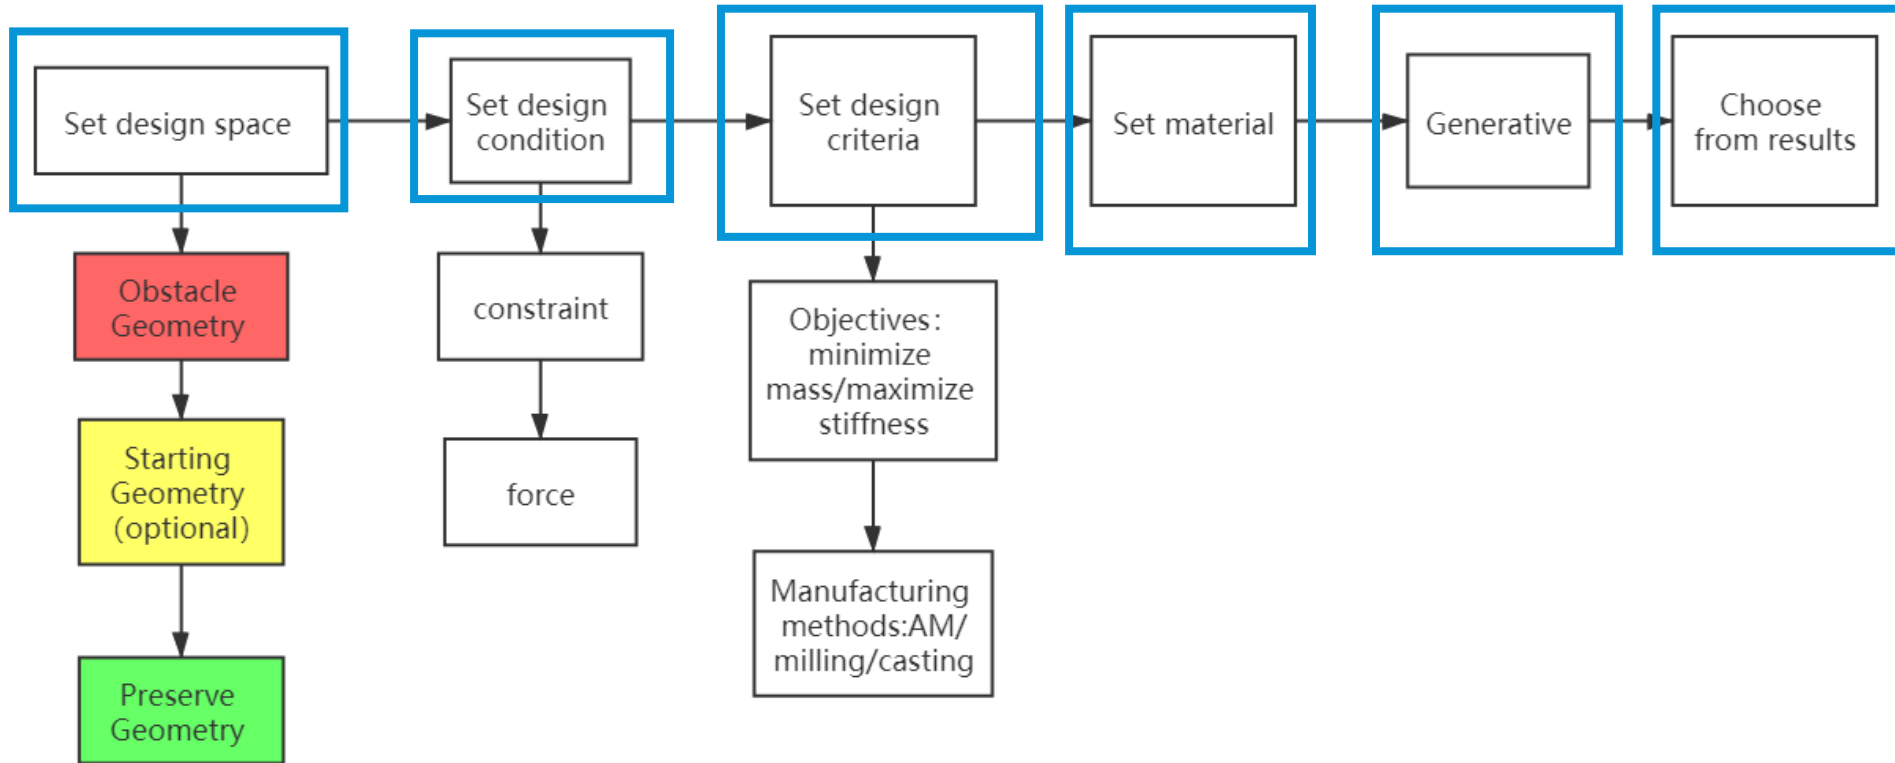 Set design space
Set design
condition
Set design
criteria
Set material
Generative
Choose
from results
Obstacle
Geometry
Starting
Geometry
(optional)
Preserve
Geometry
constraint
force
Objectives:
minimize
mass/maximize
stiffness
Manufacturing
methods:AM/
milling/casting